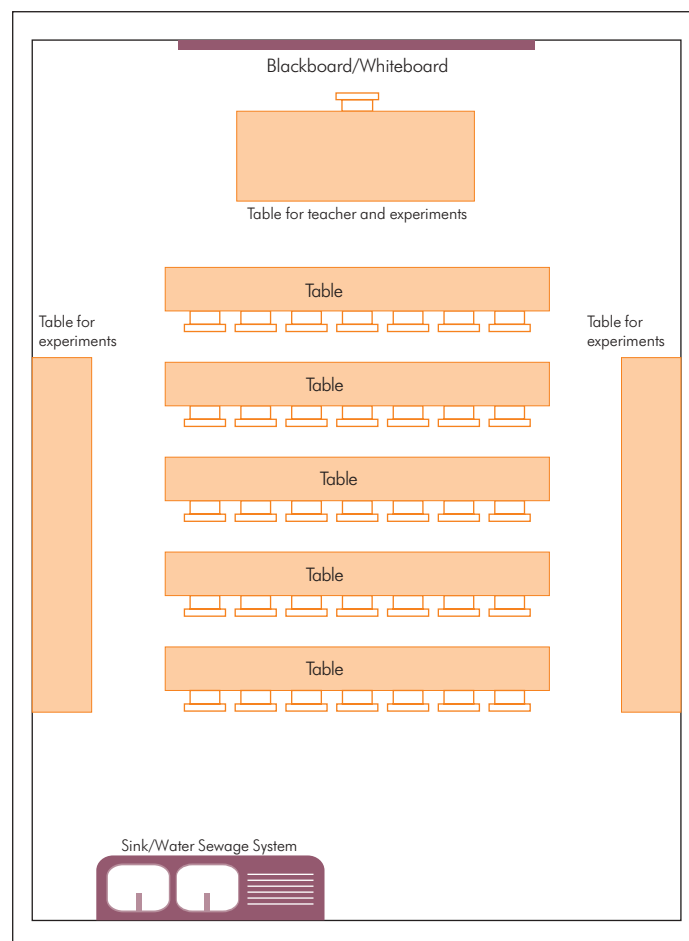 Blackboard/Whiteboard
Table for teacher and experiments
Table
Table for
experiments
Table for
experiments
Table
Table
Table
Table
Sink/Water Sewage System